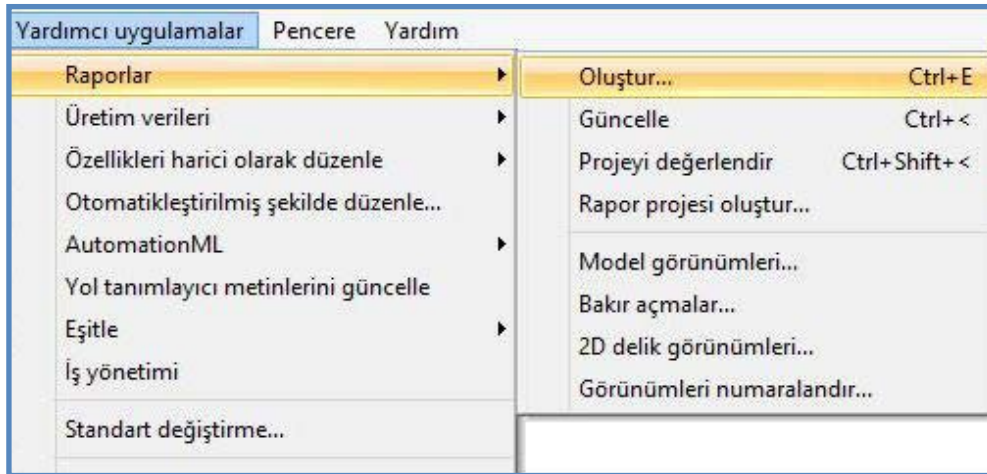 Yardımcı uygulamalar Pencere Yardım
Raporlar
Üretim verileri
Özellikleri harici olarak düzenle
Otomatikleştirilmiş şekilde düzenle...
AutomationML
Yol tanımlayıcı metinlerini güncelle
Eşitle
İş yönetimi
Standart değiştirme...
Oluştur... Ctrl+E
Güncelle Ctrl+<
Projeyi değerlendir Ctrl+Shift+<
Rapor projesi oluştur...
Model görünümleri...
Bakır açmalar...
2D delik görünümleri...
Görünümleri numaralandır...